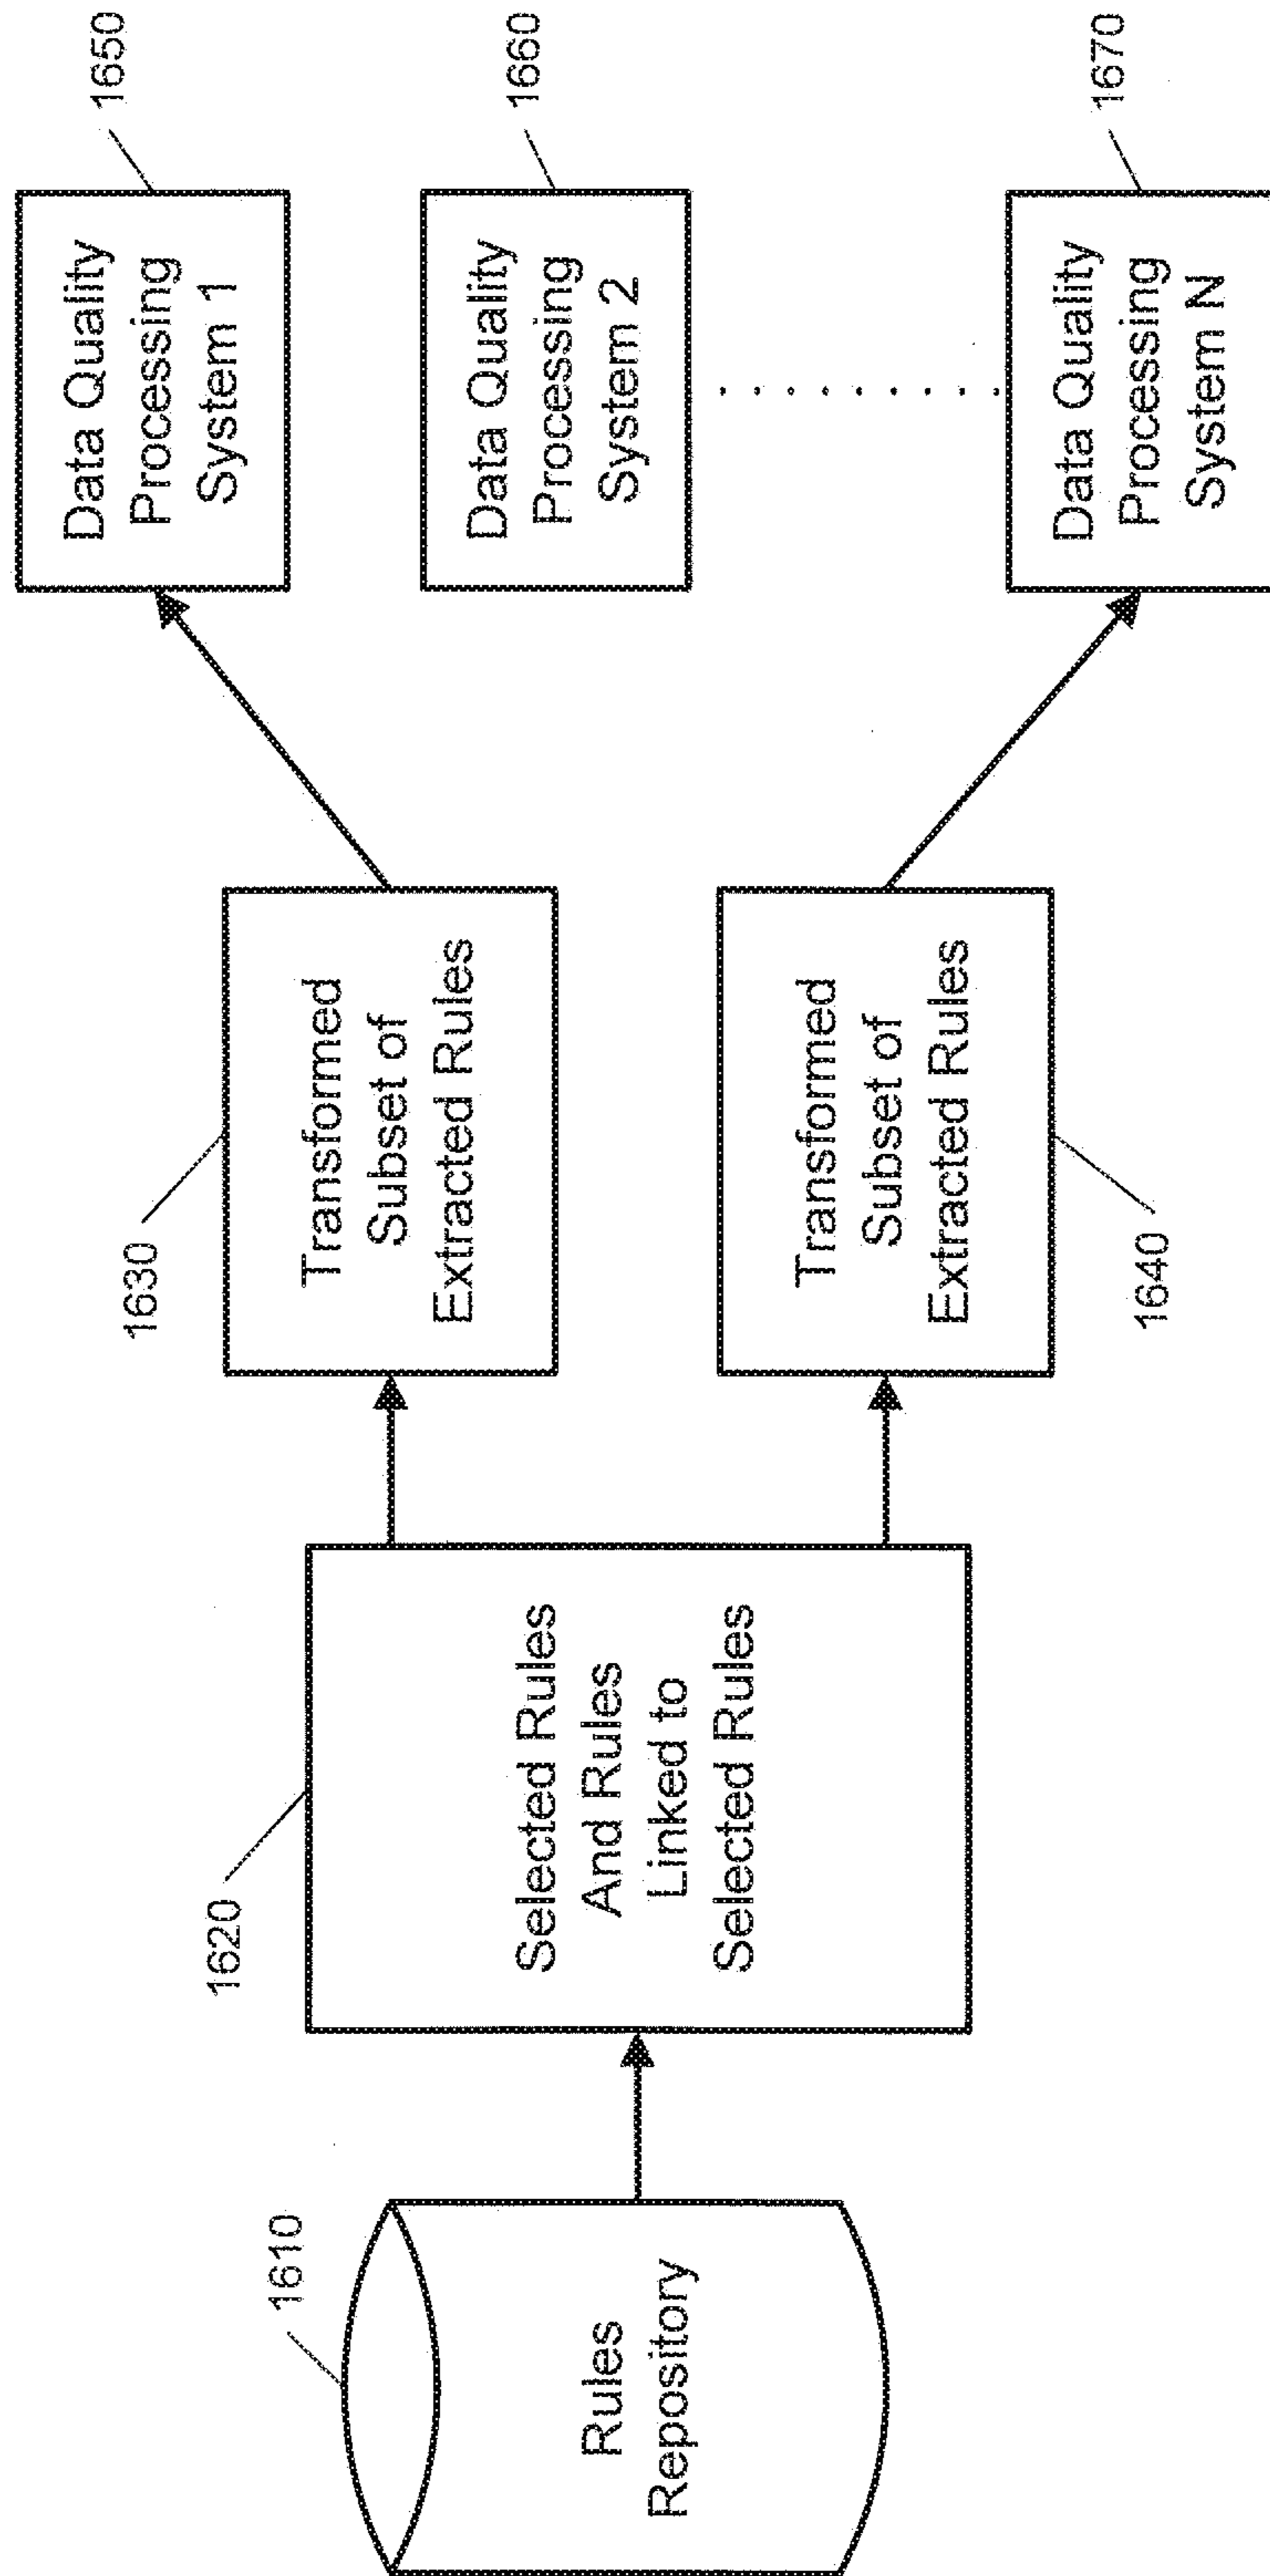 1610
Rules
Repository
1620
Selected Rules
And Rules
Linked to
Selected Rules
1630
Transformed
Subset of
Extracted Rules
1640
Transformed
Subset of
Extracted Rules
1650
Data Quality
Processing
System 1
1660
Data Quality
Processing
System 2
1670
Data Quality
Processing
System N